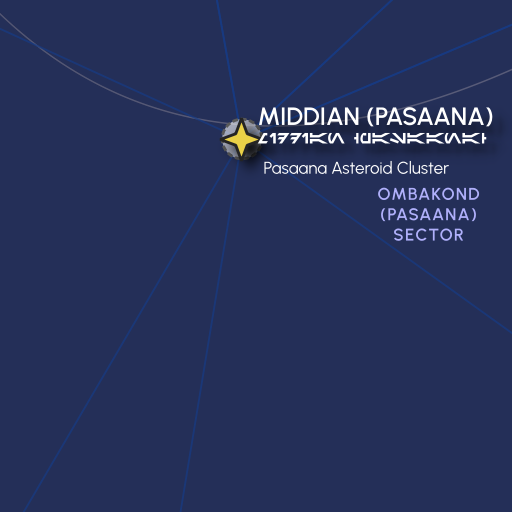 MIDDIAN (PASAANA)
Pasaana Asteroid Cluster
OMBAKOND
(PASAANA)
SECTOR